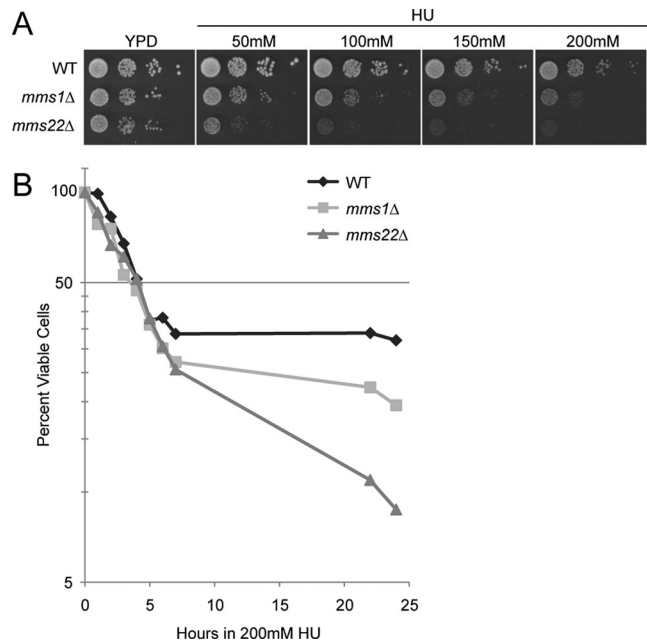 A
HU
YPD 50mM 100mM 150mM 200mM
WT
mms1Δ
mms22Δ
B
100
50
5
Percent Viable Cells
WT
mms1Δ
mms22Δ
0 5 10 15 20 25
Hours in 200mM HU